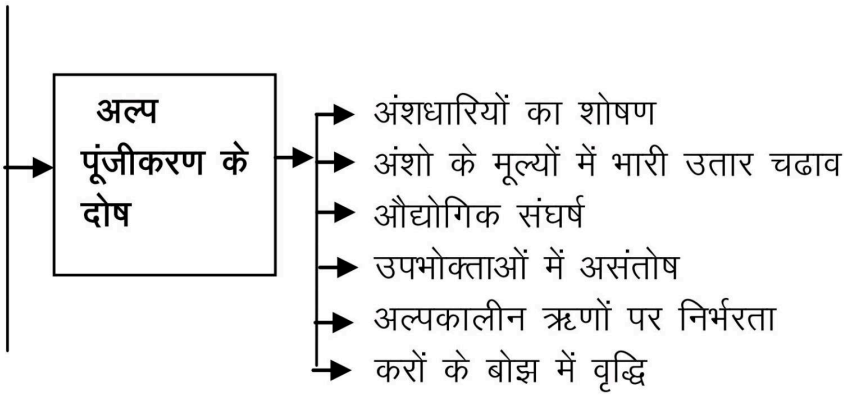 अल्प
पूंजीकरण के
दोष
अंशधारियों का शोषण
अंशो के मूल्यों में भारी उतार चढाव
औद्योगिक संघर्ष
उपभोक्ताओं में असंतोष
अल्पकालीन ऋणों पर निर्भरता
करों के बोझ में वृद्धि